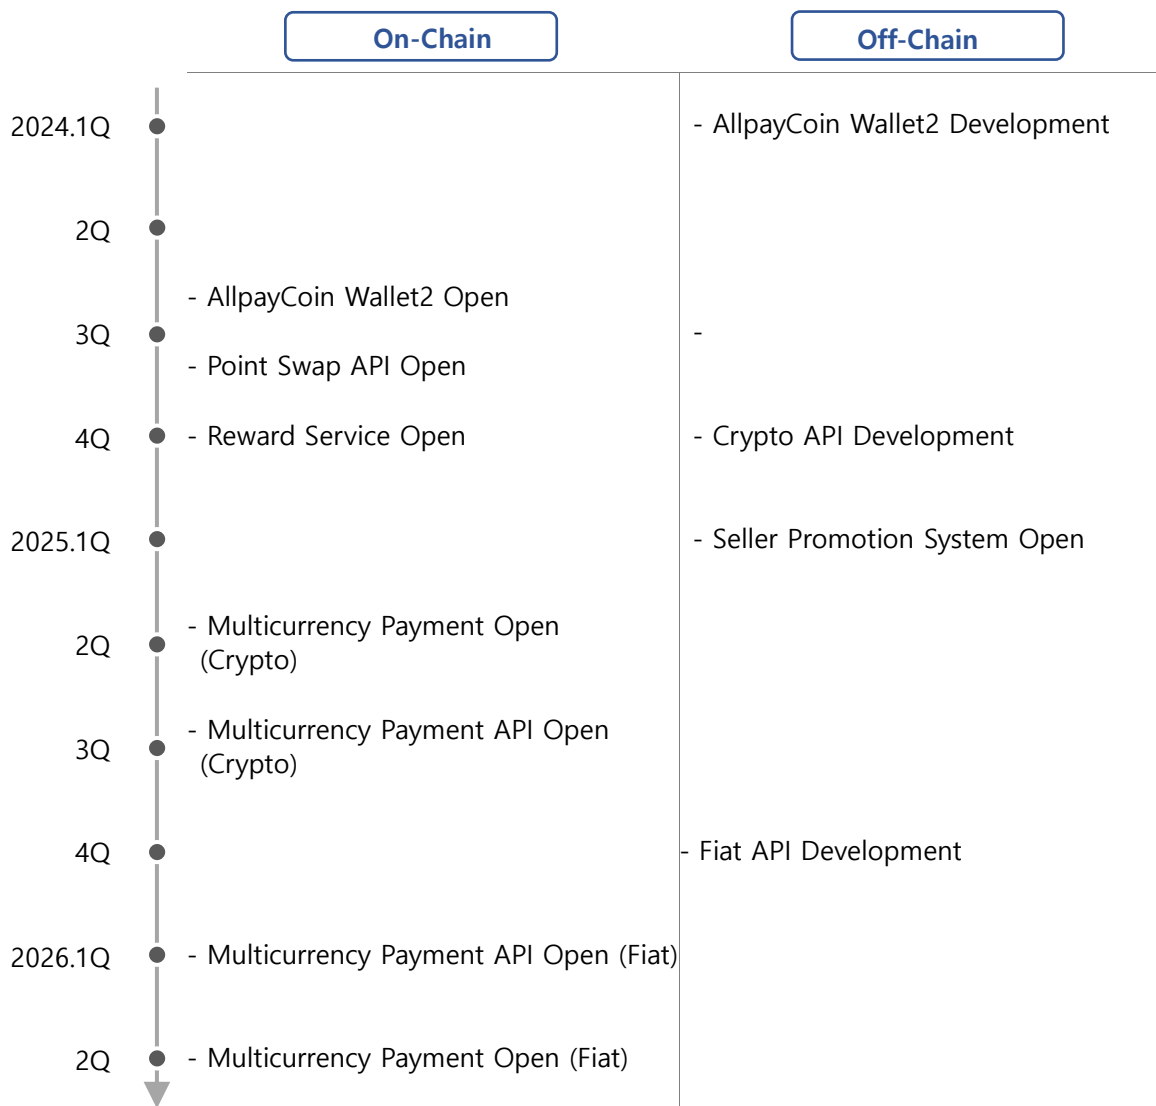 On-Chain
Off-Chain
2024.1Q
- AllpayCoin Wallet2 Development
2Q
- AllpayCoin Wallet2 Open
3Q
-
- Point Swap API Open
4Q
- Reward Service Open
- Crypto API Development
2025.1Q
- Seller Promotion System Open
2Q
- Multicurrency Payment Open
(Crypto)
3Q
- Multicurrency Payment API Open
(Crypto)
4Q
- Fiat API Development
2026.1Q
- Multicurrency Payment API Open (Fiat)
2Q
- Multicurrency Payment Open (Fiat)